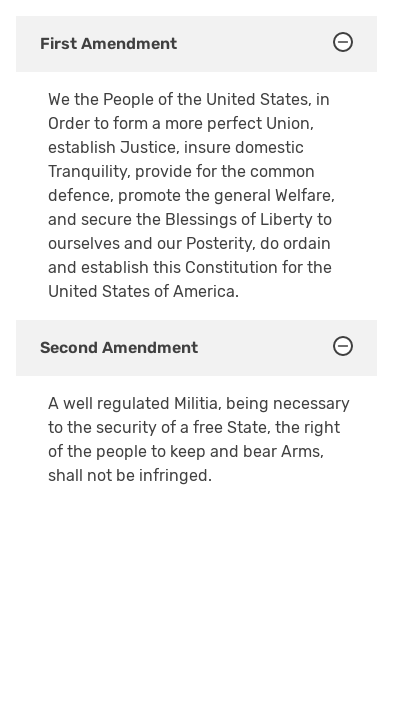 First Amendment
We the People of the United States, in
Order to form a more perfect Union,
establish Justice, insure domestic
Tranquility, provide for the common
defence, promote the general Welfare,
and secure the Blessings of Liberty to
ourselves and our Posterity, do ordain
and establish this Constitution for the
United States of America.
Second Amendment
A well regulated Militia, being necessary
to the security of a free State, the right
of the people to keep and bear Arms,
shall not be infringed.